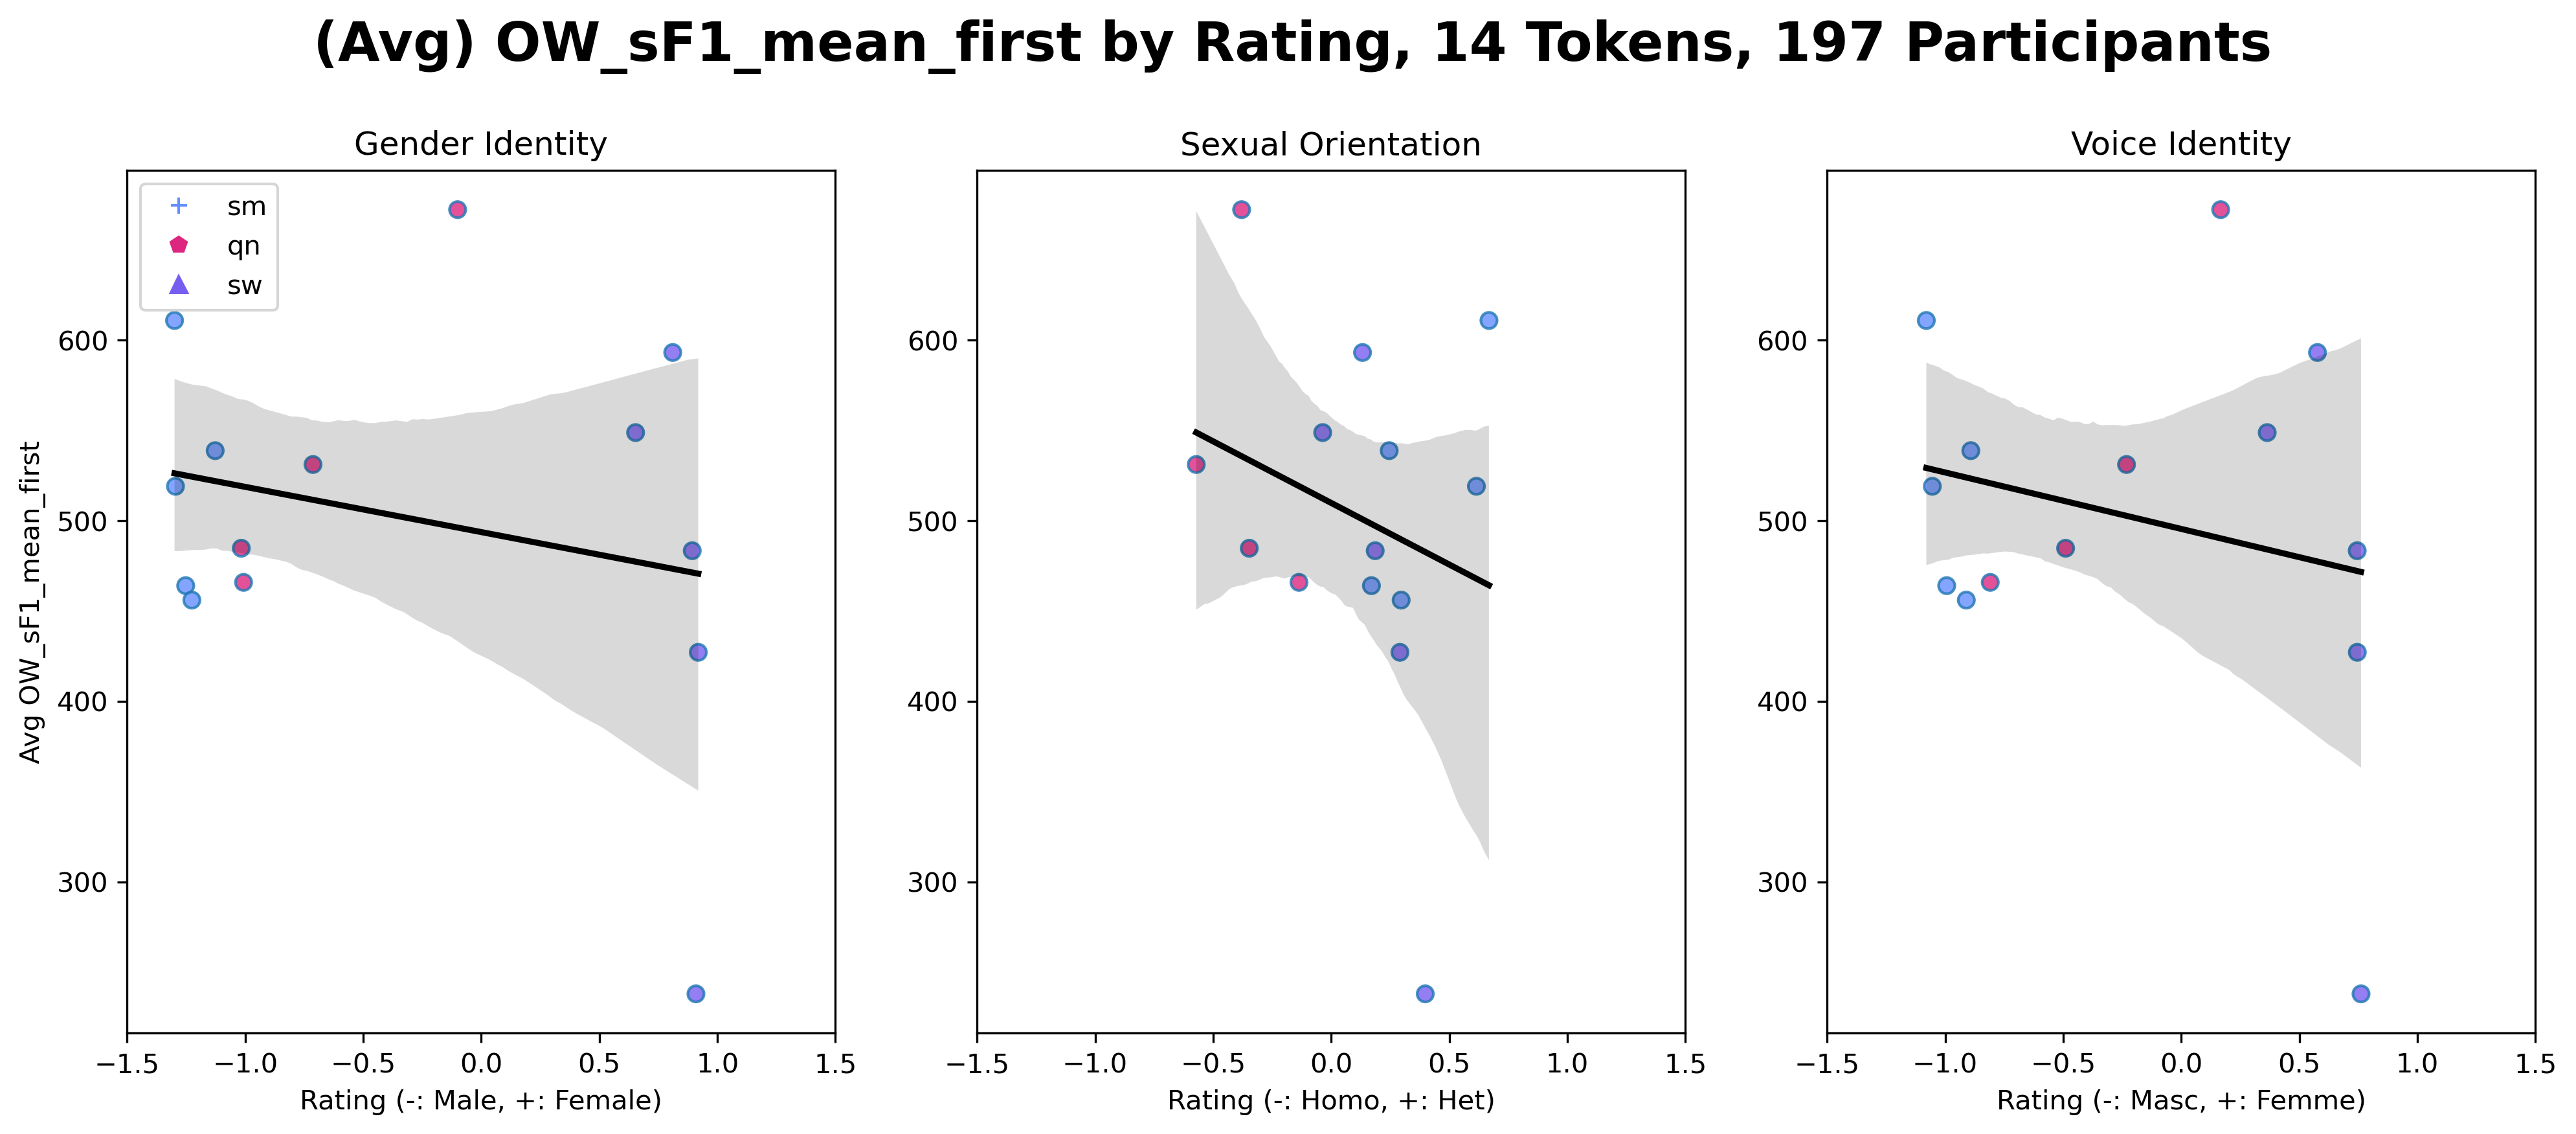 (Avg) OW_sF1_mean_first by Rating, 14 Tokens, 197 Participants
Gender Identity
Sexual Orientation
Voice Identity
sm
qn
sw
Avg OW_sF1_mean_first
600
500
400
300
600
500
400
300
600
500
400
300
−1.5 −1.0 −0.5 0.0 0.5 1.0 1.5
−1.5 −1.0 −0.5 0.0 0.5 1.0 1.5
−1.5 −1.0 −0.5 0.0 0.5 1.0 1.5
Rating (-: Male, +: Female)
Rating (-: Homo, +: Het)
Rating (-: Masc, +: Femme)